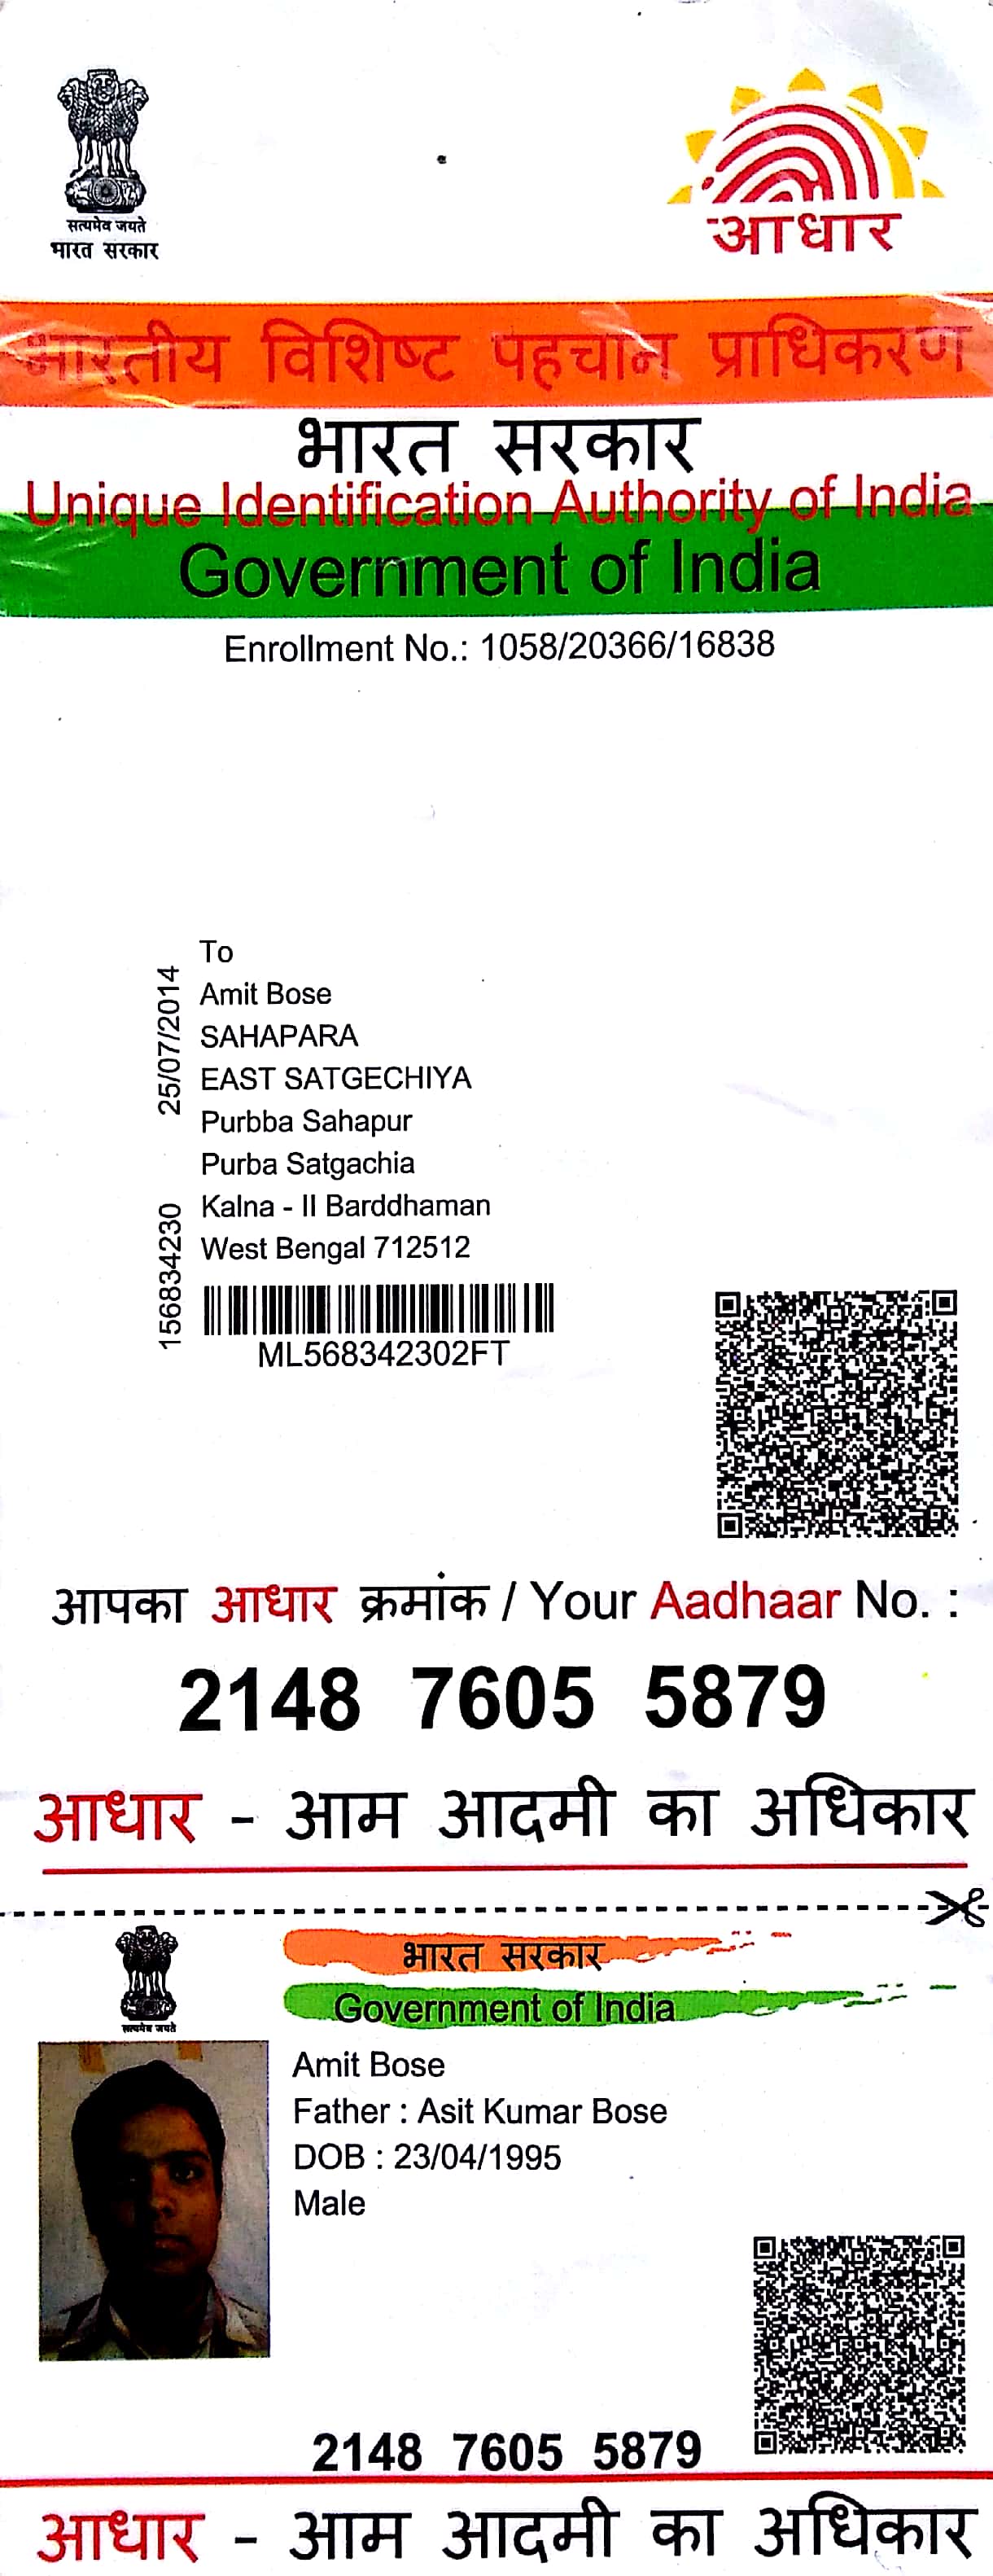 सत्यमेव जयते
भारत सरकार
आधार
भारतीय विशिष्ट पहचान प्राधिकरण
भारत सरकार
Unique Identification Authority of India
Government of India
Enrollment No.: 1058/20366/16838
To
Amit Bose
SAHAPARA
EAST SATGECHIYA
Purbba Sahapur
Purba Satgachia
Kalna - II Barddhaman
West Bengal 712512
25/07/2014
156834230
ML568342302FT
आपका आधार क्रमांक / Your Aadhaar No. :
2148 7605 5879
आधार - आम आदमी का अधिकार
सत्यमेव जयते
भारत सरकार
Government of India
Amit Bose
Father : Asit Kumar Bose
DOB : 23/04/1995
Male
2148 7605 5879
आधार - आम आदमी का अधिकार